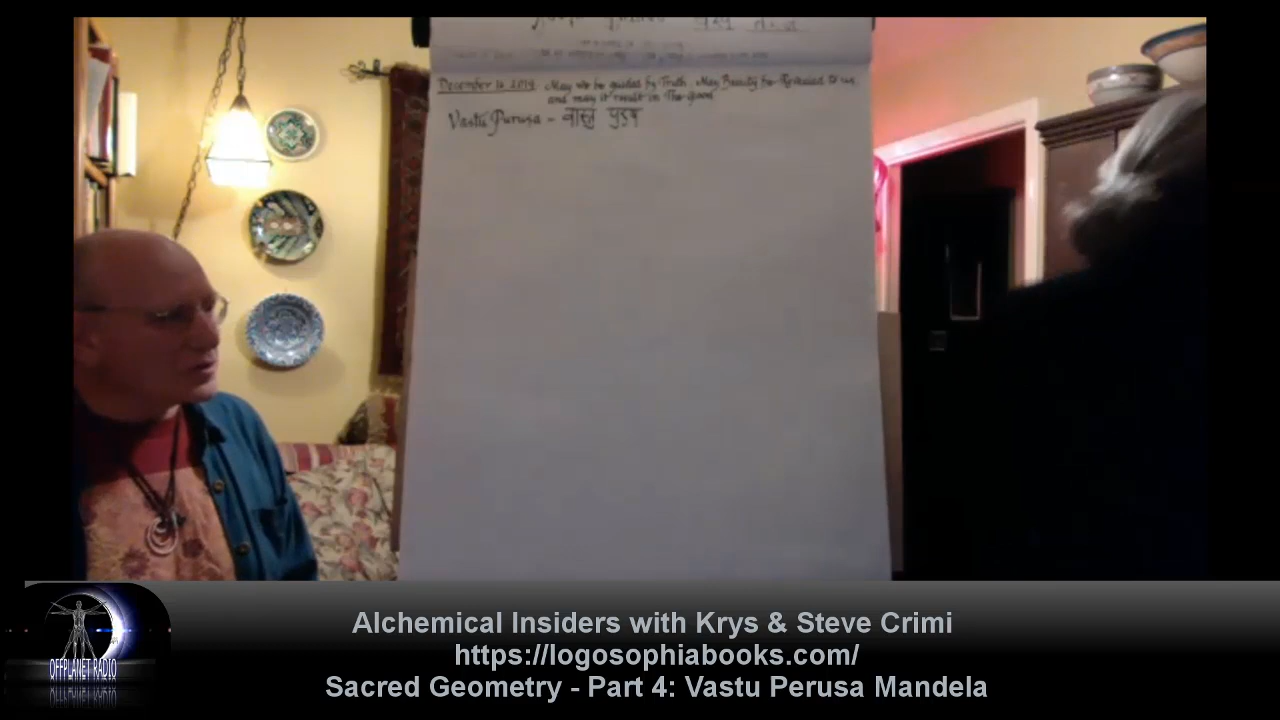 December 16 2019 May we be guided by Truth. May Beauty be Revealed to us.
and may it result in The Good
Vastu Purusa - वास्तु पुरुष
OFFPLANET RADIO
Alchemical Insiders with Krys & Steve Crimi
https://logosophiabooks.com/
Sacred Geometry - Part 4: Vastu Perusa Mandela